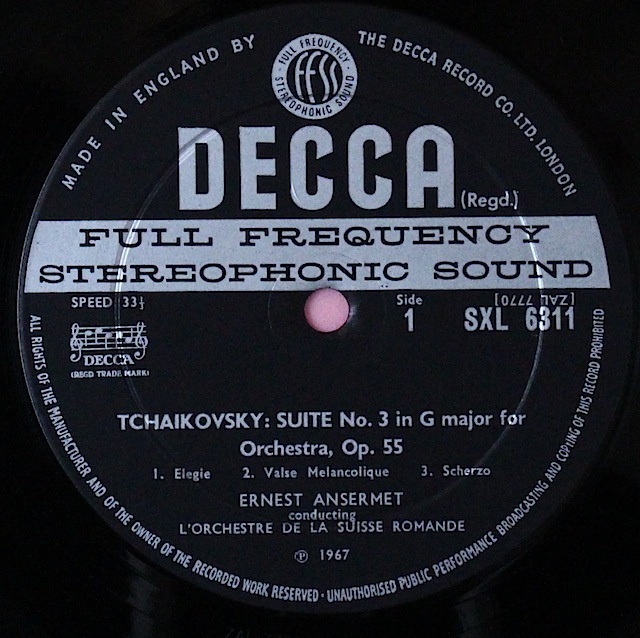 MADE IN ENGLAND BY
THE DECCA RECORD CO. LTD. LONDON
· FULL FREQUENCY ·
FFSS
STEREOPHONIC SOUND
DECCA
(Regd.)
FULL FREQUENCY
STEREOPHONIC SOUND
SPEED 33⅓
Side
1
[ZAL 7770]
SXL 6311
DECCA
(REGD TRADE MARK)
TCHAIKOVSKY: SUITE No. 3 in G major for
Orchestra, Op. 55
1. Elegie 2. Valse Melancolique 3. Scherzo
ERNEST ANSERMET
conducting
L'ORCHESTRE DE LA SUISSE ROMANDE
℗ 1967
ALL RIGHTS OF THE MANUFACTURER AND OF THE OWNER OF THE RECORDED WORK RESERVED · UNAUTHORISED PUBLIC PERFORMANCE BROADCASTING AND COPYING OF THIS RECORD PROHIBITED